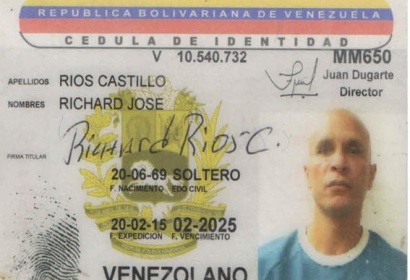 REPUBLICA BOLIVARIANA DE VENEZUELA
CEDULA DE IDENTIDAD
V 10.540.732 MM650
Juan Dugarte
Director
APELLIDOS RIOS CASTILLO
NOMBRES RICHARD JOSE
Richard Rios C.
FIRMA TITULAR
20-06-69 SOLTERO
F. NACIMIENTO EDO CIVIL
20-02-15 02-2025
F. EXPEDICION F. VENCIMIENTO
VENEZOLANO